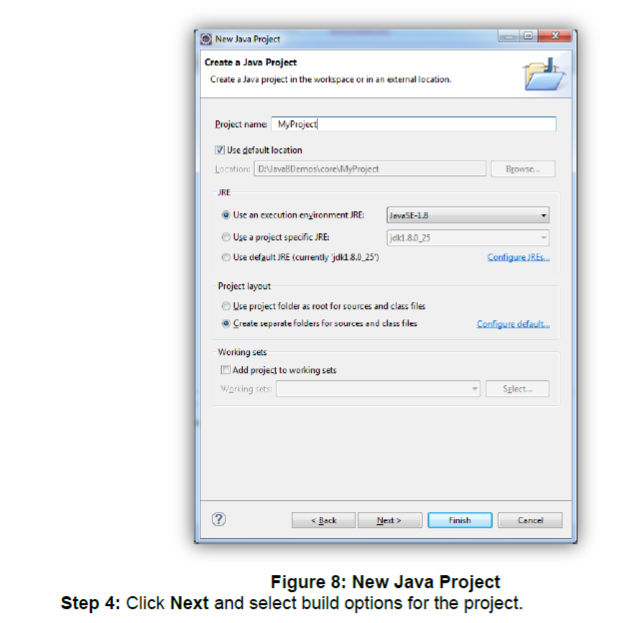 New Java Project
Create a Java Project
Create a Java project in the workspace or in an external location.
Project name: MyProject
Use default location
Location: D:\Java8Demos\core\MyProject Browse...
JRE
Use an execution environment JRE: JavaSE-1.8
Use a project specific JRE: jdk1.8.0_25
Use default JRE (currently 'jdk1.8.0_25') Configure JREs...
Project layout
Use project folder as root for sources and class files
Create separate folders for sources and class files Configure default...
Working sets
Add project to working sets
Working sets: Select...
? < Back Next > Finish Cancel
Figure 8: New Java Project
Step 4: Click Next and select build options for the project.